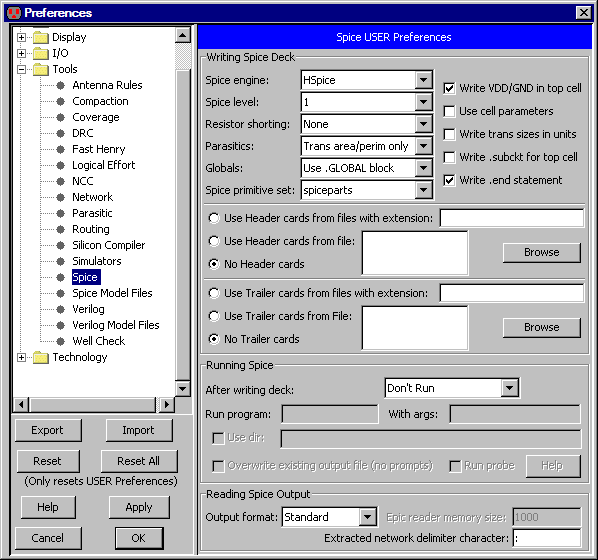 Preferences
Display
I/O
Tools
Antenna Rules
Compaction
Coverage
DRC
Fast Henry
Logical Effort
NCC
Network
Parasitic
Routing
Silicon Compiler
Simulators
Spice
Spice Model Files
Verilog
Verilog Model Files
Well Check
Technology
Export
Import
Reset
Reset All
(Only resets USER Preferences)
Help
Apply
Cancel
OK
Spice USER Preferences
Writing Spice Deck
Spice engine: HSpice
Spice level: 1
Resistor shorting: None
Parasitics: Trans area/perim only
Globals: Use .GLOBAL block
Spice primitive set: spiceparts
Write VDD/GND in top cell
Use cell parameters
Write trans sizes in units
Write .subckt for top cell
Write .end statement
Use Header cards from files with extension:
Use Header cards from file:
No Header cards
Browse
Use Trailer cards from files with extension:
Use Trailer cards from File:
No Trailer cards
Browse
Running Spice
After writing deck: Don't Run
Run program: With args:
Use dir:
Overwrite existing output file (no prompts) Run probe Help
Reading Spice Output
Output format: Standard Epic reader memory size: 1000
Extracted network delimiter character: :